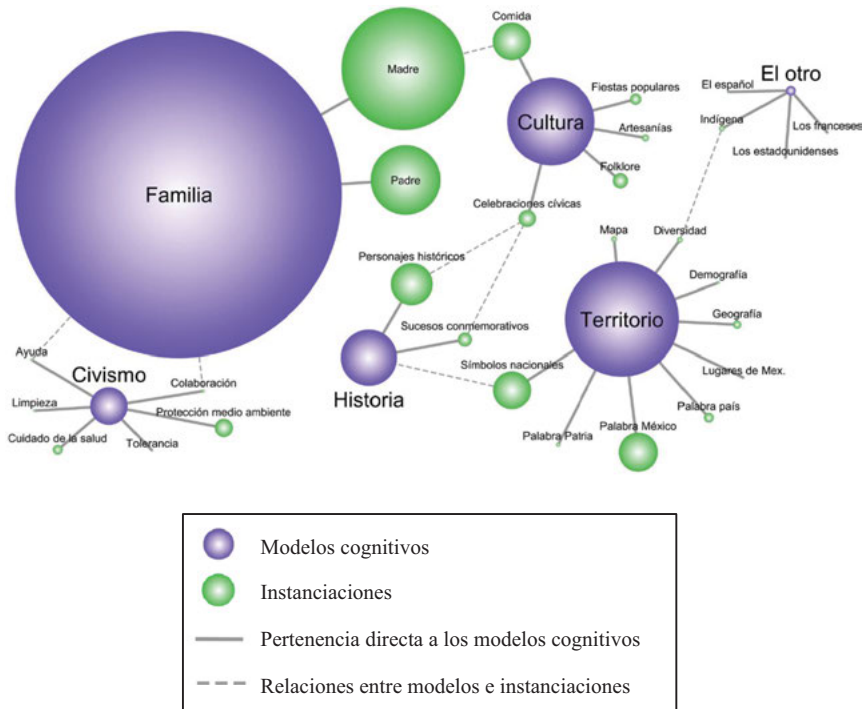 Comida
Madre
El otro
El español
Fiestas populares
Cultura
Artesanías
Indígena
Los franceses
Los estadounidenses
Folklore
Familia
Padre
Celebraciones cívicas
Mapa
Diversidad
Personajes históricos
Demografía
Territorio
Geografía
Sucesos conmemorativos
Ayuda
Civismo
Colaboración
Símbolos nacionales
Lugares de Mex.
Historia
Limpieza
Protección medio ambiente
Palabra país
Cuidado de la salud
Tolerancia
Palabra Patria
Palabra México
Modelos cognitivos
Instanciaciones
Pertenencia directa a los modelos cognitivos
Relaciones entre modelos e instanciaciones